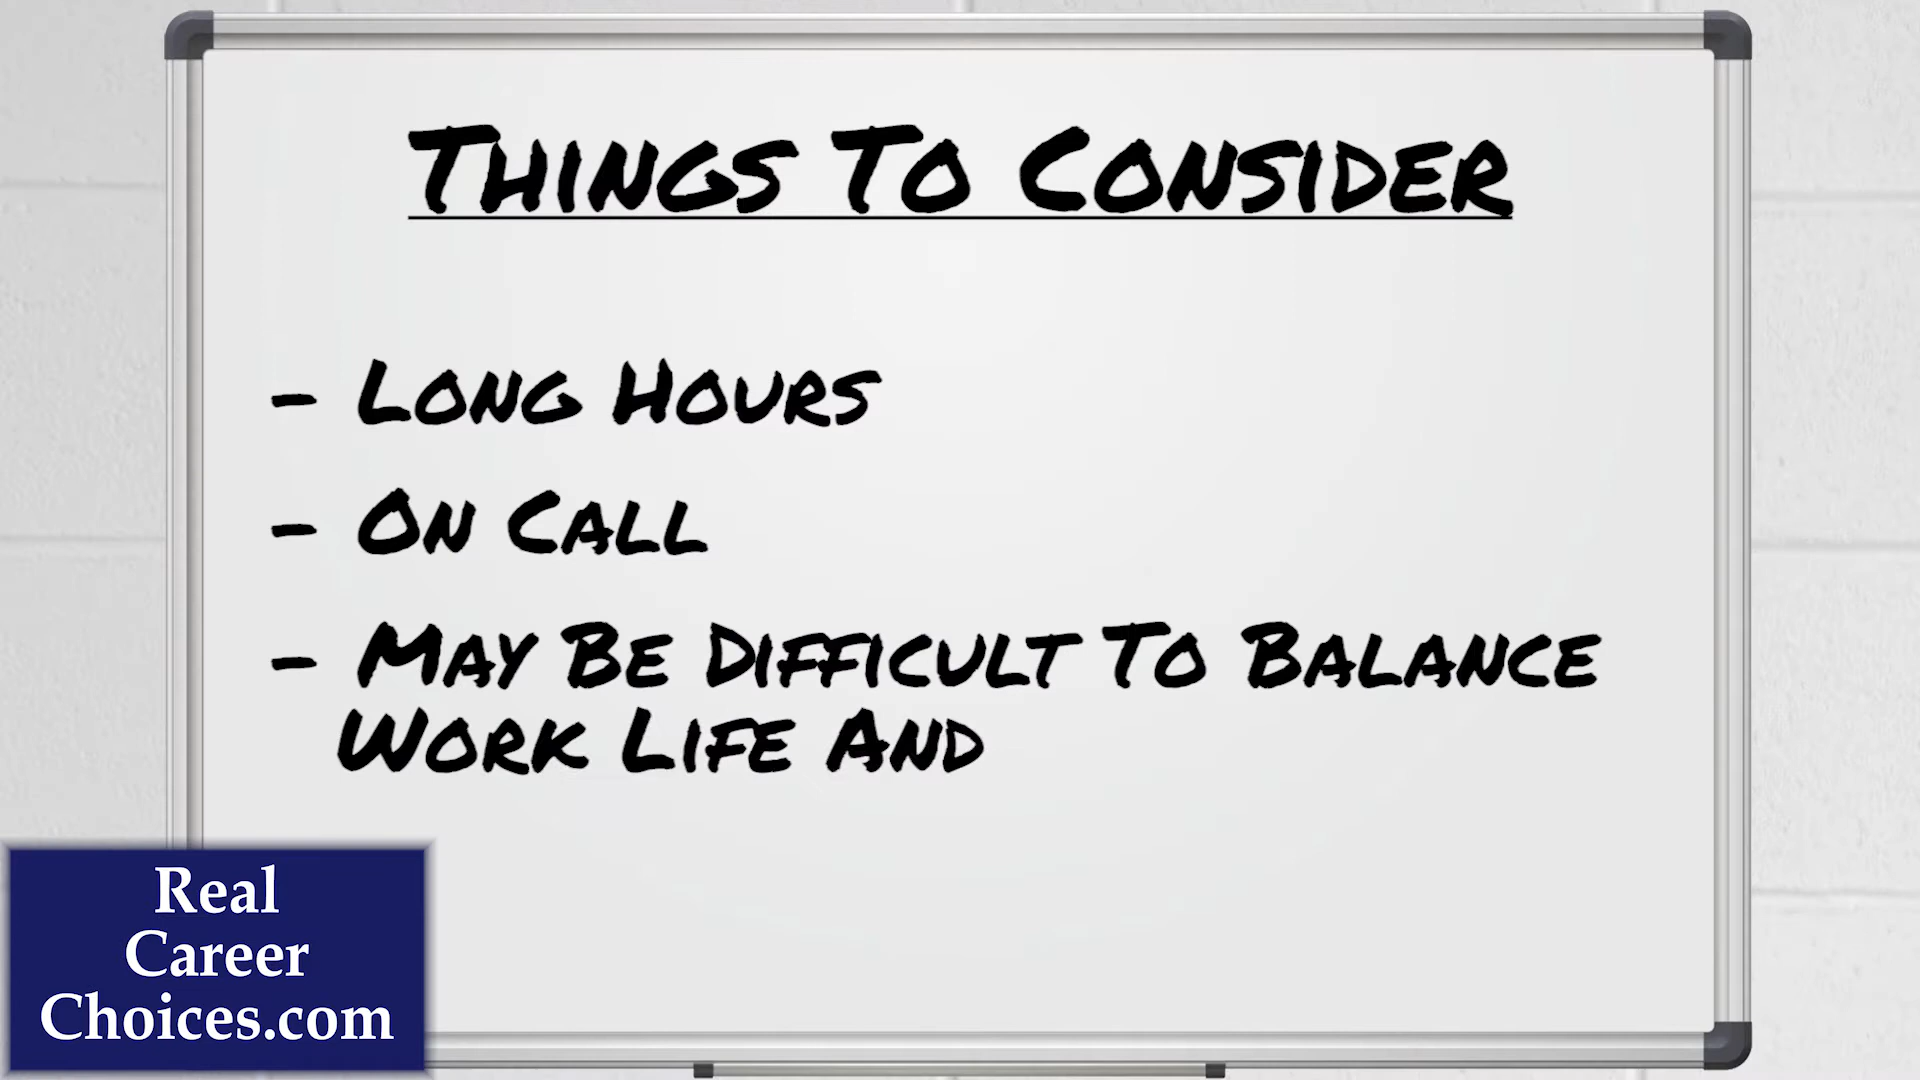 Things To Consider
- Long Hours
- On Call
- May Be Difficult To Balance
Work Life And
Real
Career
Choices.com